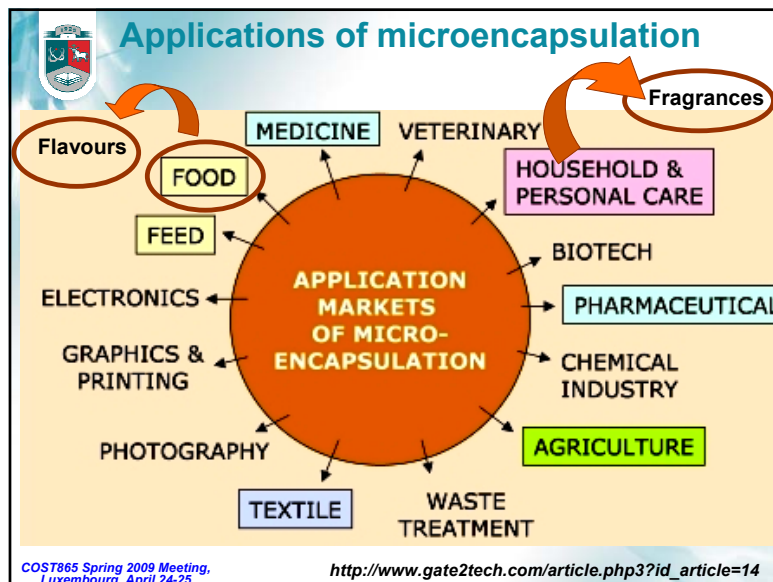 Applications of microencapsulation
Fragrances
Flavours
MEDICINE
VETERINARY
FOOD
HOUSEHOLD &
PERSONAL CARE
FEED
BIOTECH
APPLICATION
MARKETS
OF MICRO-
ENCAPSULATION
ELECTRONICS
PHARMACEUTICAL
GRAPHICS &
PRINTING
CHEMICAL
INDUSTRY
PHOTOGRAPHY
AGRICULTURE
TEXTILE
WASTE
TREATMENT
COST865 Spring 2009 Meeting,
Luxembourg, April 24-25
http://www.gate2tech.com/article.php3?id_article=14